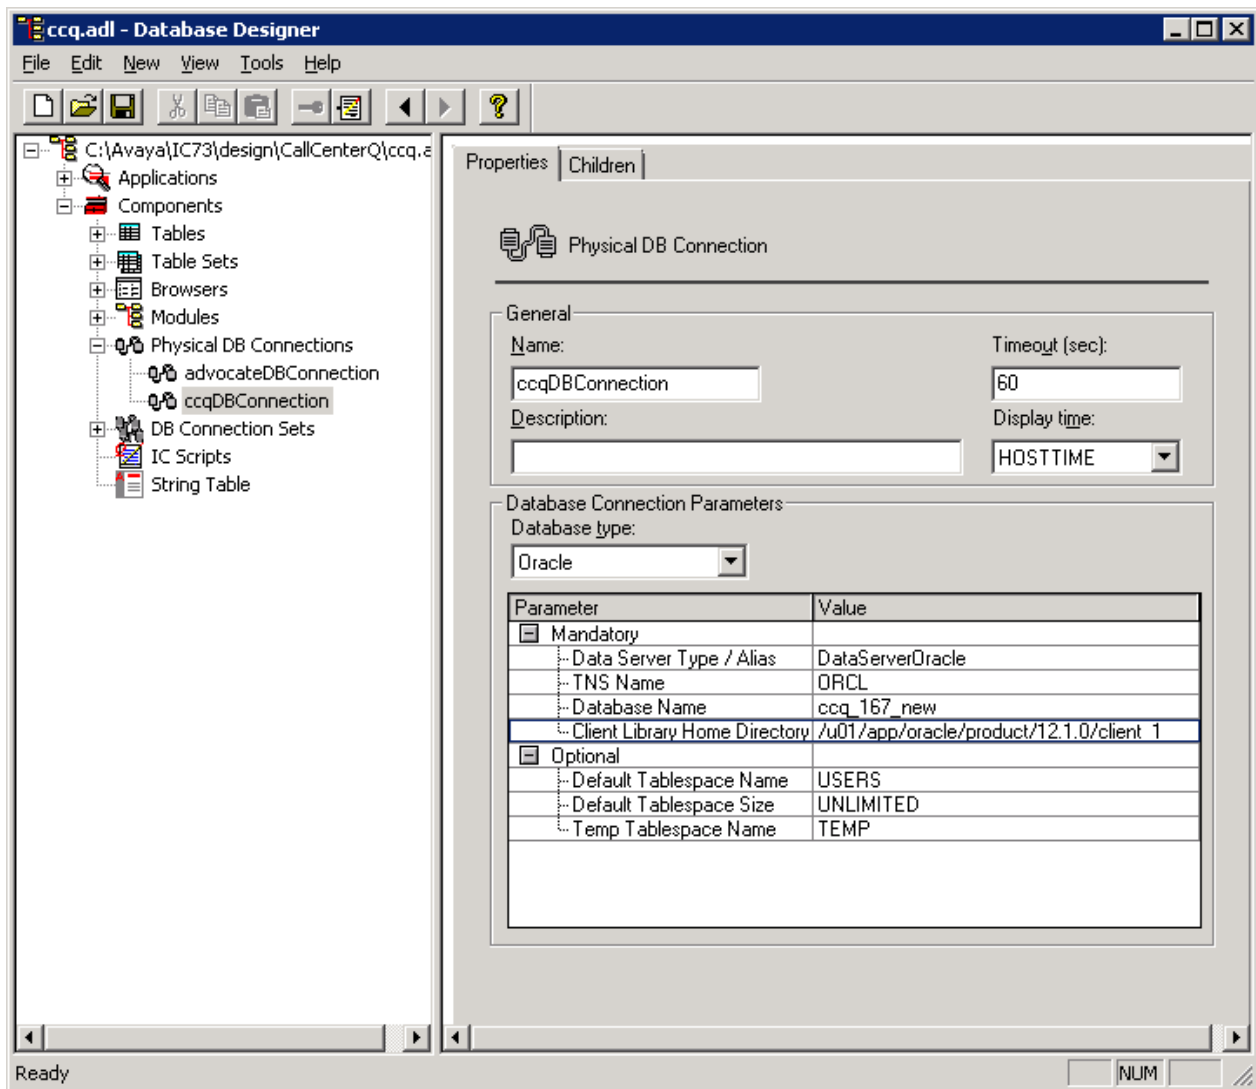 ccq.adl - Database Designer
File Edit New View Tools Help
C:\Avaya\IC73\design\CallCenterQ\ccq.a
Applications
Components
Tables
Table Sets
Browsers
Modules
Physical DB Connections
advocateDBConnection
ccqDBConnection
DB Connection Sets
IC Scripts
String Table
Properties Children
Physical DB Connection
General
Name: Timeout (sec):
ccqDBConnection 60
Description: Display time:
HOSTTIME
Database Connection Parameters
Database type:
Oracle
Parameter Value
Mandatory
Data Server Type / Alias DataServerOracle
TNS Name ORCL
Database Name ccq_167_new
Client Library Home Directory /u01/app/oracle/product/12.1.0/client_1
Optional
Default Tablespace Name USERS
Default Tablespace Size UNLIMITED
Temp Tablespace Name TEMP
Ready NUM